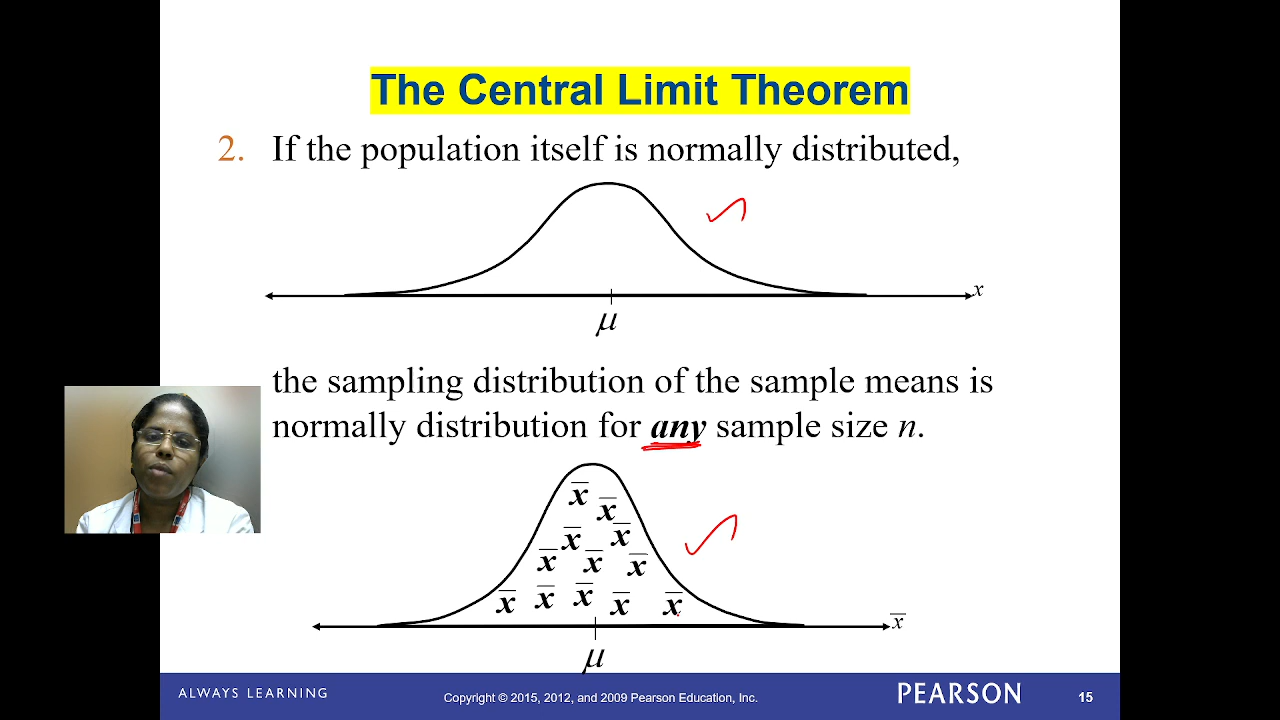 The Central Limit Theorem
2. If the population itself is normally distributed,
x
μ
the sampling distribution of the sample means is
normally distribution for any sample size n.
x̄
x̄
x̄
x̄
x̄ x̄ x̄
x̄ x̄ x̄ x̄ x̄
x̄
μ
ALWAYS LEARNING
Copyright © 2015, 2012, and 2009 Pearson Education, Inc.
PEARSON
15